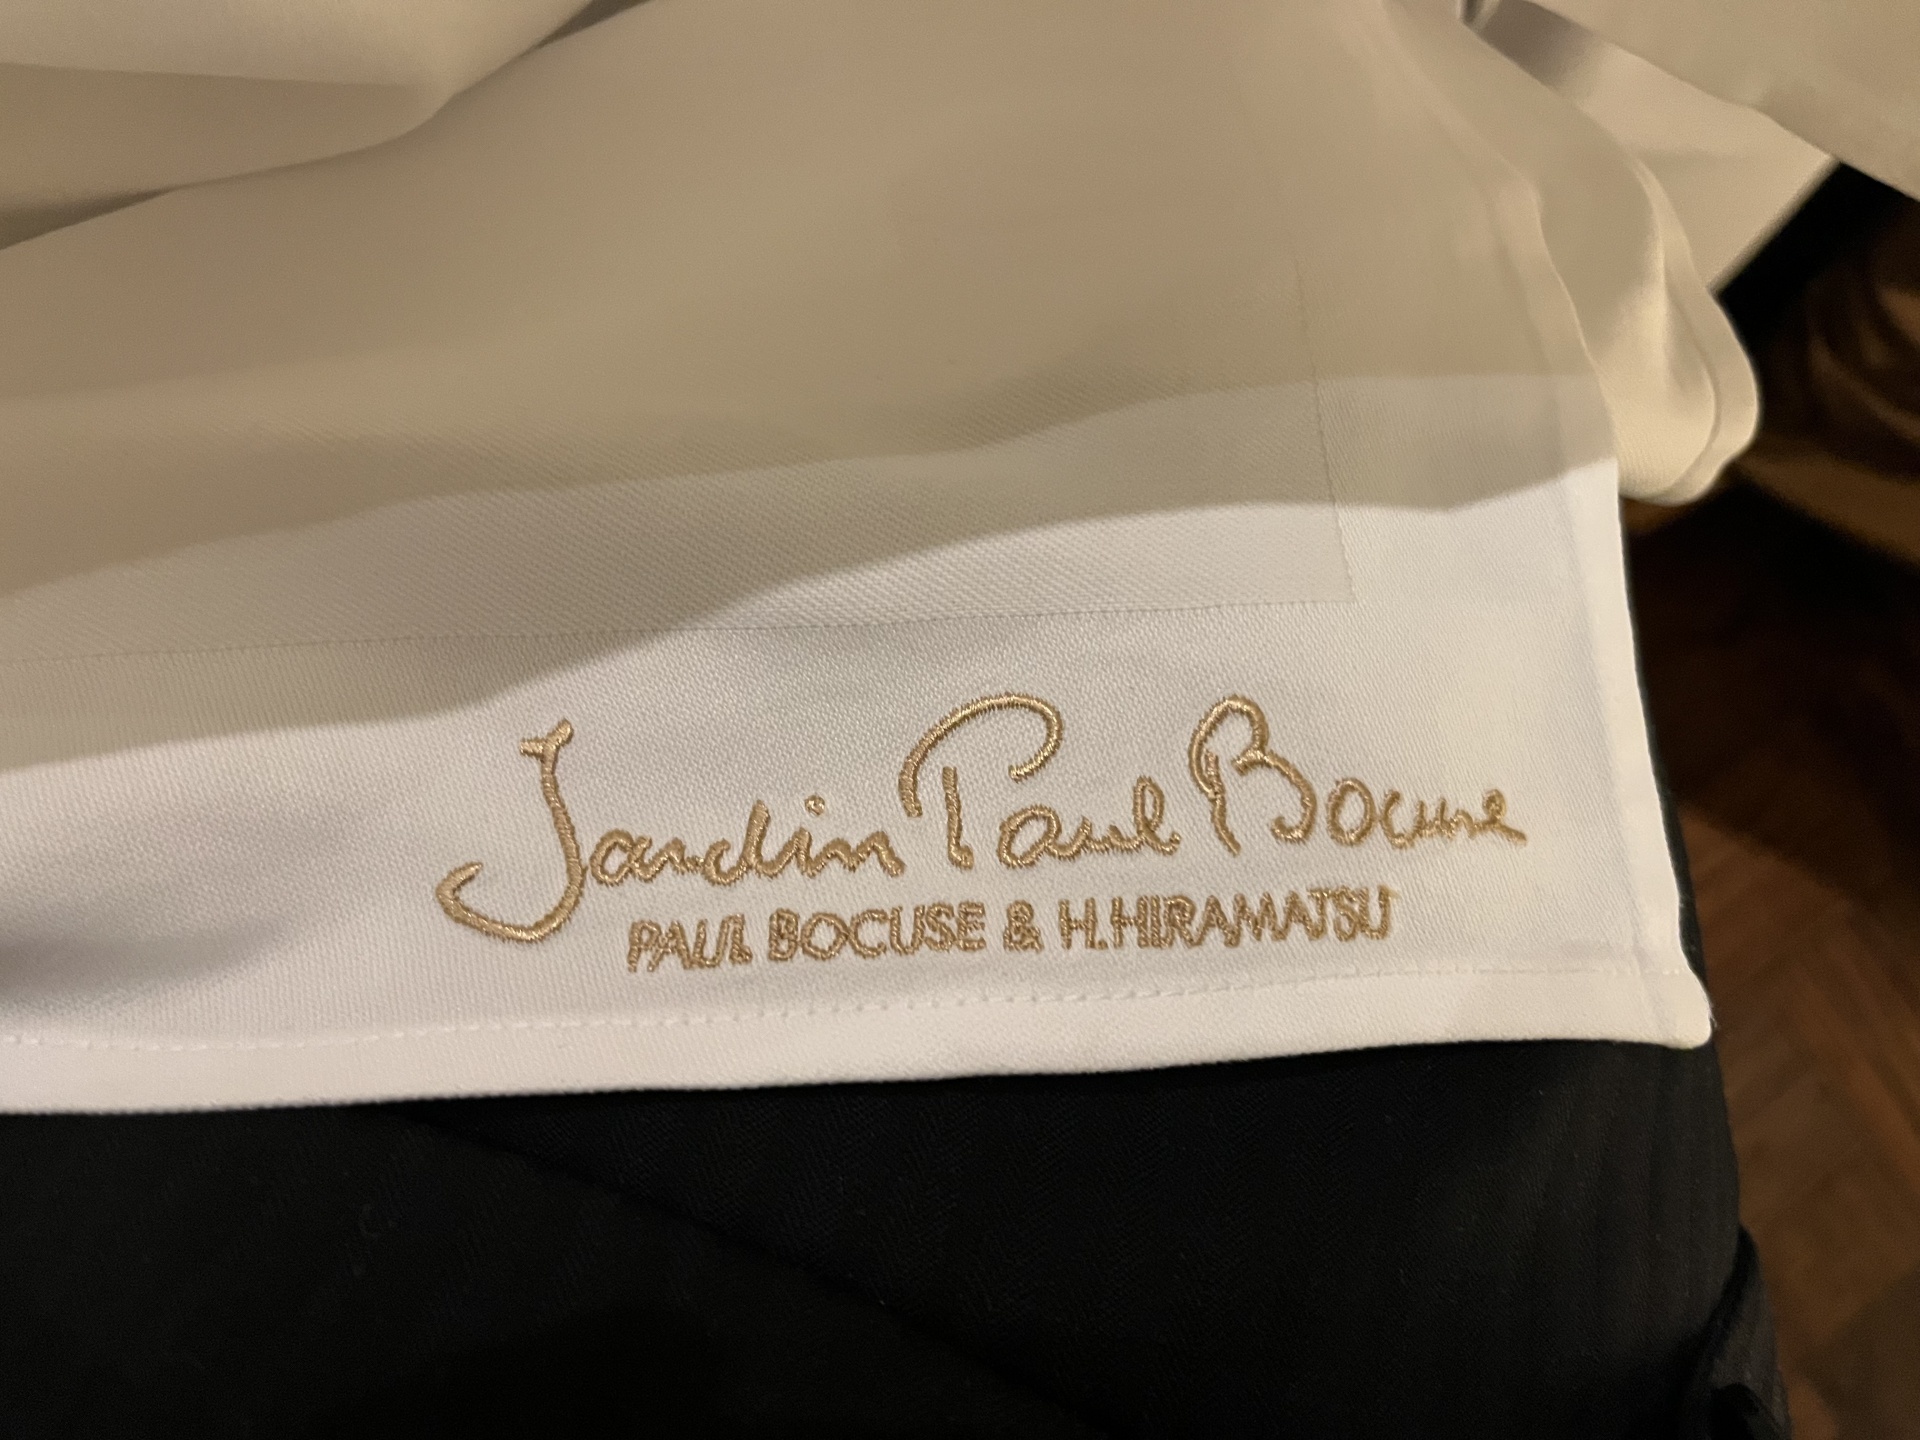 Jardin Paul Bocuse
PAUL BOCUSE & H.HIRAMATSU